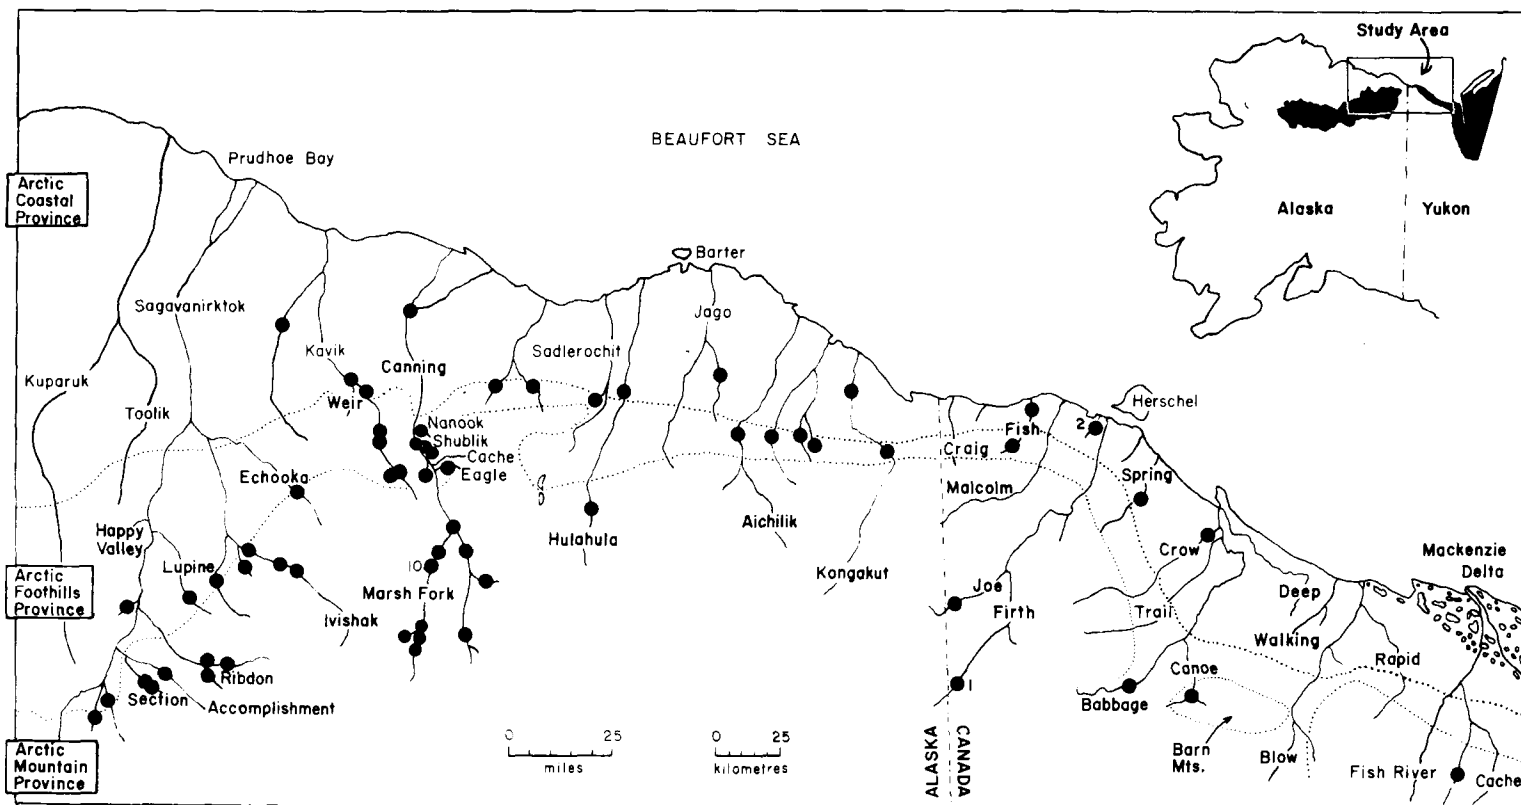 Study Area
BEAUFORT SEA
Prudhoe Bay
Arctic
Coastal
Province
Alaska
Yukon
Barter
Sagavanirktok
Jago
Kavik
Sadlerochit
Canning
Kuparuk
Weir
Herschel
Toolik
Nanook
Fish
2
Shublik
Craig
Cache
Echooka
Eagle
Spring
Malcolm
Aichilik
Happy
Valley
Hulahula
Crow
Mackenzie
Delta
Lupine
10
Kongakut
Arctic
Foothills
Province
Marsh Fork
Joe
Deep
Ivishak
Firth
Trail
Walking
Rapid
Canoe
Ribdon
1
Section
Accomplishment
Babbage
0 25
miles
0 25
kilometres
ALASKA
CANADA
Barn
Mts.
Blow
Arctic
Mountain
Province
Fish River
Cache